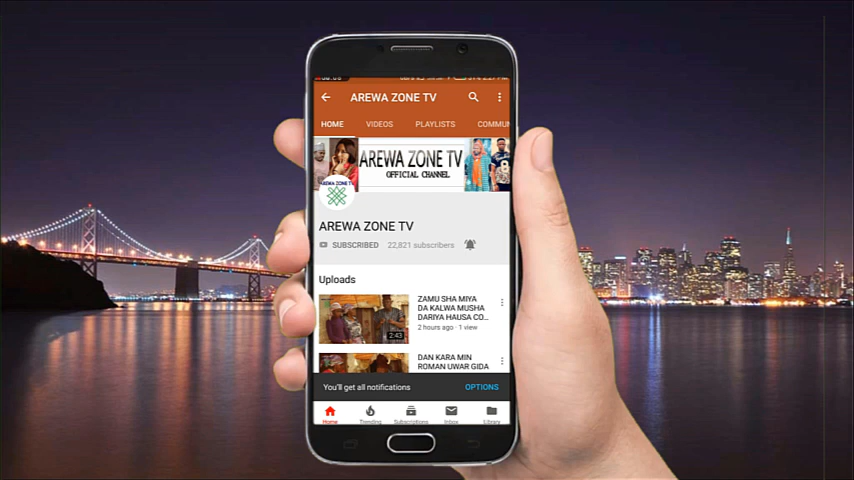 AREWA ZONE TV
HOME VIDEOS PLAYLISTS COMMUN
AREWA ZONE TV
OFFICIAL CHANNEL
AREWA ZONE TV
AREWA ZONE TV
SUBSCRIBED 22,821 subscribers
Uploads
ZAMU SHA MIYA
DA KALWA MUSHA
DARIYA HAUSA CO...
2 hours ago · 1 view
2:43
DAN KARA MIN
ROMAN UWAR GIDA
You'll get all notifications OPTIONS
Home Trending Subscriptions Inbox Library